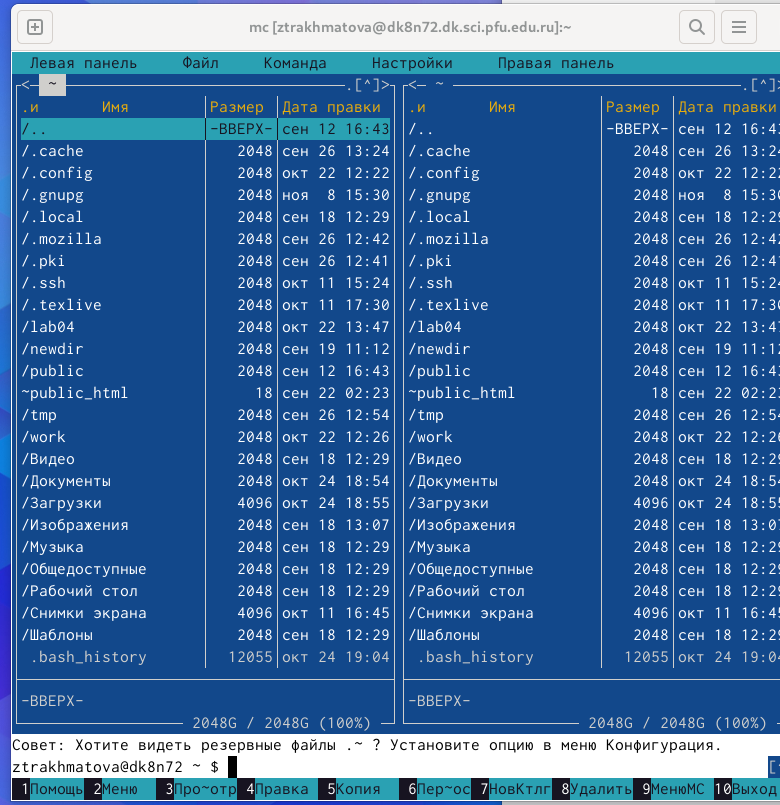 mc [ztrakhmatova@dk8n72.dk.sci.pfu.edu.ru]:~
Левая панель Файл Команда Настройки Правая панель
<─ ~ .[^]> <─ ~ .[^]
.и Имя Размер Дата правки .и Имя Размер Дата правки
/.. -ВВЕРХ- сен 12 16:43 /.. -ВВЕРХ- сен 12 16:43
/.cache 2048 сен 26 13:24 /.cache 2048 сен 26 13:24
/.config 2048 окт 22 12:22 /.config 2048 окт 22 12:22
/.gnupg 2048 ноя 8 15:30 /.gnupg 2048 ноя 8 15:30
/.local 2048 сен 18 12:29 /.local 2048 сен 18 12:29
/.mozilla 2048 сен 26 12:42 /.mozilla 2048 сен 26 12:42
/.pki 2048 сен 26 12:41 /.pki 2048 сен 26 12:41
/.ssh 2048 окт 11 15:24 /.ssh 2048 окт 11 15:24
/.texlive 2048 окт 11 17:30 /.texlive 2048 окт 11 17:30
/lab04 2048 окт 22 13:47 /lab04 2048 окт 22 13:47
/newdir 2048 сен 19 11:12 /newdir 2048 сен 19 11:12
/public 2048 сен 12 16:43 /public 2048 сен 12 16:43
~public_html 18 сен 22 02:23 ~public_html 18 сен 22 02:23
/tmp 2048 сен 26 12:54 /tmp 2048 сен 26 12:54
/work 2048 окт 22 12:26 /work 2048 окт 22 12:26
/Видео 2048 сен 18 12:29 /Видео 2048 сен 18 12:29
/Документы 2048 окт 24 18:54 /Документы 2048 окт 24 18:54
/Загрузки 4096 окт 24 18:55 /Загрузки 4096 окт 24 18:55
/Изображения 2048 сен 18 13:07 /Изображения 2048 сен 18 13:07
/Музыка 2048 сен 18 12:29 /Музыка 2048 сен 18 12:29
/Общедоступные 2048 сен 18 12:29 /Общедоступные 2048 сен 18 12:29
/Рабочий стол 2048 сен 18 12:29 /Рабочий стол 2048 сен 18 12:29
/Снимки экрана 4096 окт 11 16:45 /Снимки экрана 4096 окт 11 16:45
/Шаблоны 2048 сен 18 12:29 /Шаблоны 2048 сен 18 12:29
.bash_history 12055 окт 24 19:04 .bash_history 12055 окт 24 19:04
-ВВЕРХ- -ВВЕРХ-
2048G / 2048G (100%) 2048G / 2048G (100%)
Совет: Хотите видеть резервные файлы .~ ? Установите опцию в меню Конфигурация.
ztrakhmatova@dk8n72 ~ $ [
1Помощь 2Меню 3Про~отр 4Правка 5Копия 6Пер~ос 7НовКтлг 8Удалить 9МенюМС 10Выход